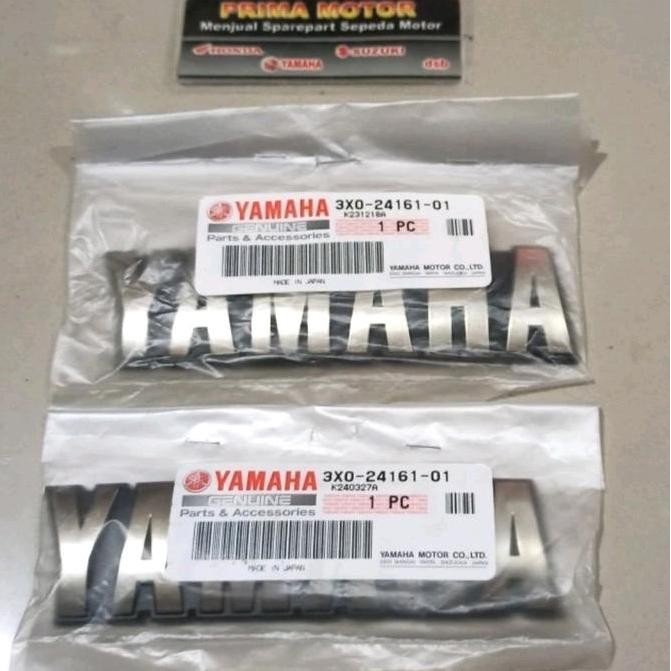 PRIMA MOTOR
Menjual Sparepart Sepeda Motor
HONDA
SUZUKI
YAMAHA
dsb
YAMAHA
3X0-24161-01
K231218A
GENUINE
1 PC
Parts & Accessories
MADE IN JAPAN
YAMAHA MOTOR CO.,LTD.
YAMAHA
YAMAHA
3X0-24161-01
K240327A
GENUINE
1 PC
Parts & Accessories
MADE IN JAPAN
YAMAHA MOTOR CO.,LTD.
YAMAHA